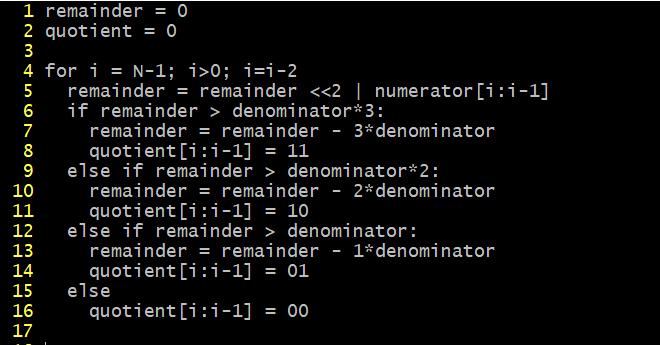 1 remainder = 0
2 quotient = 0
3
4 for i = N-1; i>0; i=i-2
5   remainder = remainder <<2 | numerator[i:i-1]
6   if remainder > denominator*3:
7     remainder = remainder - 3*denominator
8     quotient[i:i-1] = 11
9   else if remainder > denominator*2:
10     remainder = remainder - 2*denominator
11     quotient[i:i-1] = 10
12   else if remainder > denominator:
13     remainder = remainder - 1*denominator
14     quotient[i:i-1] = 01
15   else
16     quotient[i:i-1] = 00
17